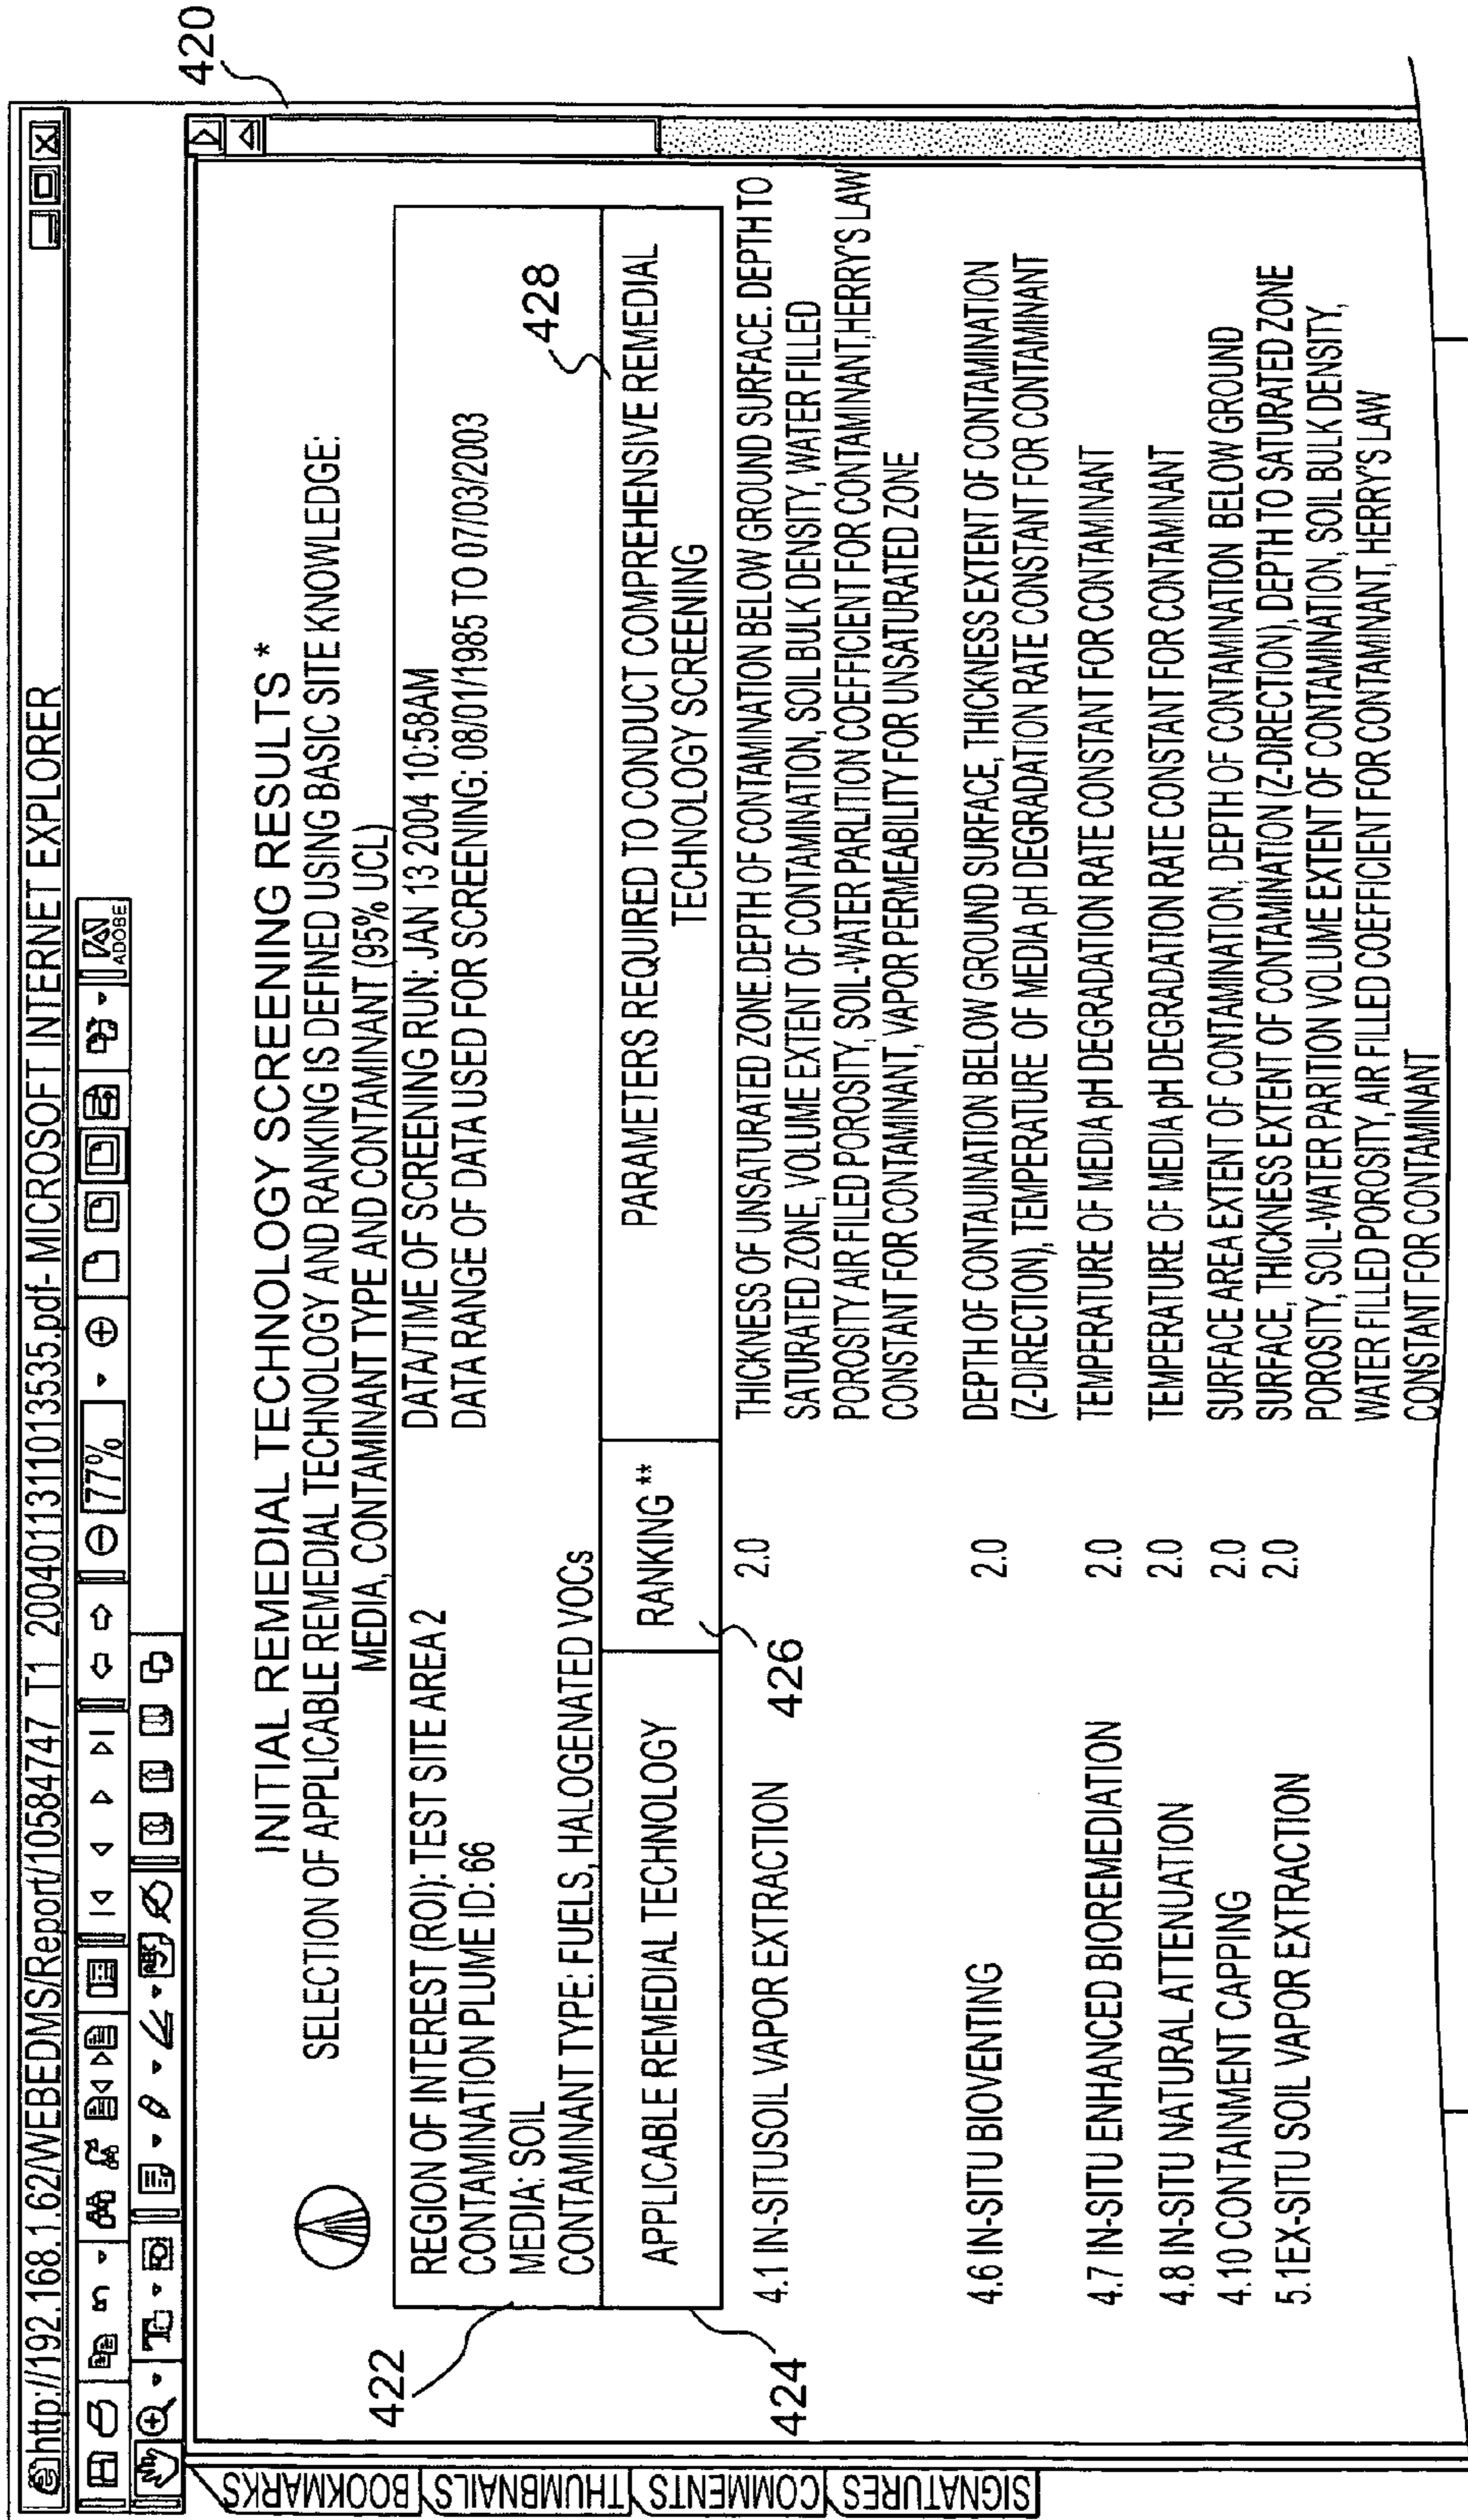 http://192.168.1.62/WEBEDMS/Report/10584747_T1_2004011311013535.pdf-MICROSOFT INTERNET EXPLORER
77%
ADOBE
420
BOOKMARKS
THUMBNAILS
COMMENTS
SIGNATURES
INITIAL REMEDIAL TECHNOLOGY SCREENING RESULTS *
SELECTION OF APPLICABLE REMEDIAL TECHNOLOGY AND RANKING IS DEFINED USING BASIC SITE KNOWLEDGE:
MEDIA, CONTAMINANT TYPE AND CONTAMINANT (95% UCL)
422
REGION OF INTEREST (ROI): TEST SITE AREA 2
DATA/TIME OF SCREENING RUN: JAN 13 2004 10:58AM
CONTAMINATION PLUME ID: 66
DATA RANGE OF DATA USED FOR SCREENING: 08/01/1985 TO 07/03/2003
MEDIA: SOIL
CONTAMINANT TYPE: FUELS, HALOGENATED VOCs
428
424
APPLICABLE REMEDIAL TECHNOLOGY
RANKING **
426
PARAMETERS REQUIRED TO CONDUCT COMPREHENSIVE REMEDIAL
TECHNOLOGY SCREENING
4.1 IN-SITUSOIL VAPOR EXTRACTION
2.0
THICKNESS OF UNSATURATED ZONE.DEPTH OF CONTAMINATION BELOW GROUND SURFACE. DEPTH TO
SATURATED ZONE, VOLUME EXTENT OF CONTAMINATION, SOIL BULK DENSITY, WATER FILLED
POROSITY AIR FILED POROSITY, SOIL-WATER PARLITION COEFFICIENT FOR CONTAMINANT,HERRY'S LAW
CONSTANT FOR CONTAMINANT, VAPOR PERMEABILITY FOR UNSATURATED ZONE
4.6 IN-SITU BIOVENTING
2.0
DEPTH OF CONTAUINATION BELOW GROUND SURFACE, THICKNESS EXTENT OF CONTAMINATION
(Z-DIRECTION), TEMPERATURE OF MEDIA pH DEGRADATION RATE CONSTANT FOR CONTAMINANT
4.7 IN-SITU ENHANCED BIOREMEDIATION
2.0
TEMPERATURE OF MEDIA pH DEGRADATION RATE CONSTANT FOR CONTAMINANT
4.8 IN-SITU NATURAL ATTENUATION
2.0
TEMPERATURE OF MEDIA pH DEGRADATION RATE CONSTANT FOR CONTAMINANT
4.10 CONTAINMENT CAPPING
2.0
SURFACE AREA EXTENT OF CONTAMINATION, DEPTH OF CONTAMINATION BELOW GROUND
5.1EX-SITU SOIL VAPOR EXTRACTION
2.0
SURFACE, THICKNESS EXTENT OF CONTAMINATION (Z-DIRECTION), DEPTH TO SATURATED ZONE
POROSITY, SOIL-WATER PARITION VOLUME EXTENT OF CONTAMINATION, SOIL BULK DENSITY,
WATER FILLED POROSITY, AIR FILLED COEFFICIENT FOR CONTAMINANT, HERRY'S LAW
CONSTANT FOR CONTAMINANT